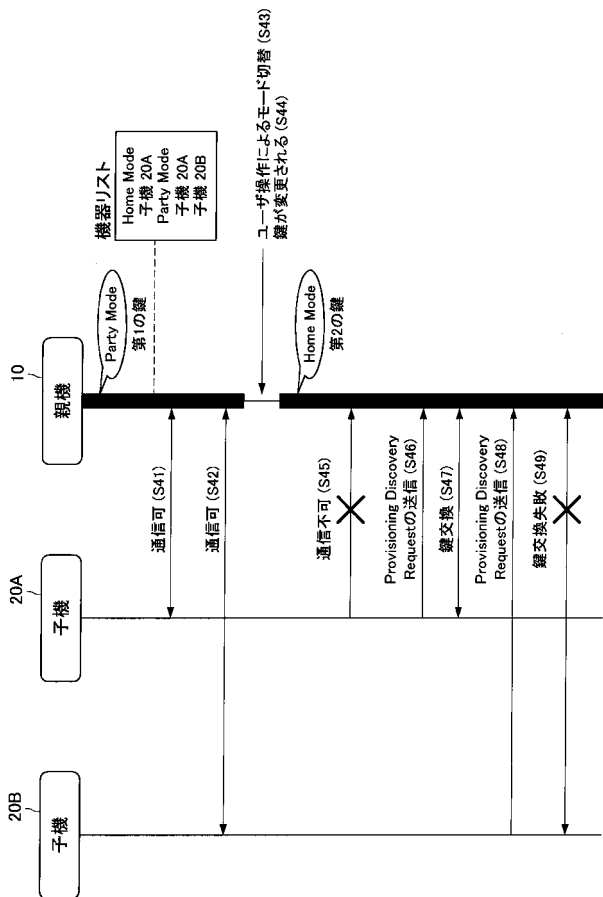 20B
子機
20A
子機
10
親機
Party Mode
第1の鍵
機器リスト
Home Mode
子機 20A
Party Mode
子機 20A
子機 20B
通信可 (S41)
通信可 (S42)
ユーザ操作によるモード切替 (S43)
鍵が変更される (S44)
Home Mode
第2の鍵
通信不可 (S45)
Provisioning Discovery
Requestの送信 (S46)
鍵交換 (S47)
Provisioning Discovery
Requestの送信 (S48)
鍵交換失敗 (S49)